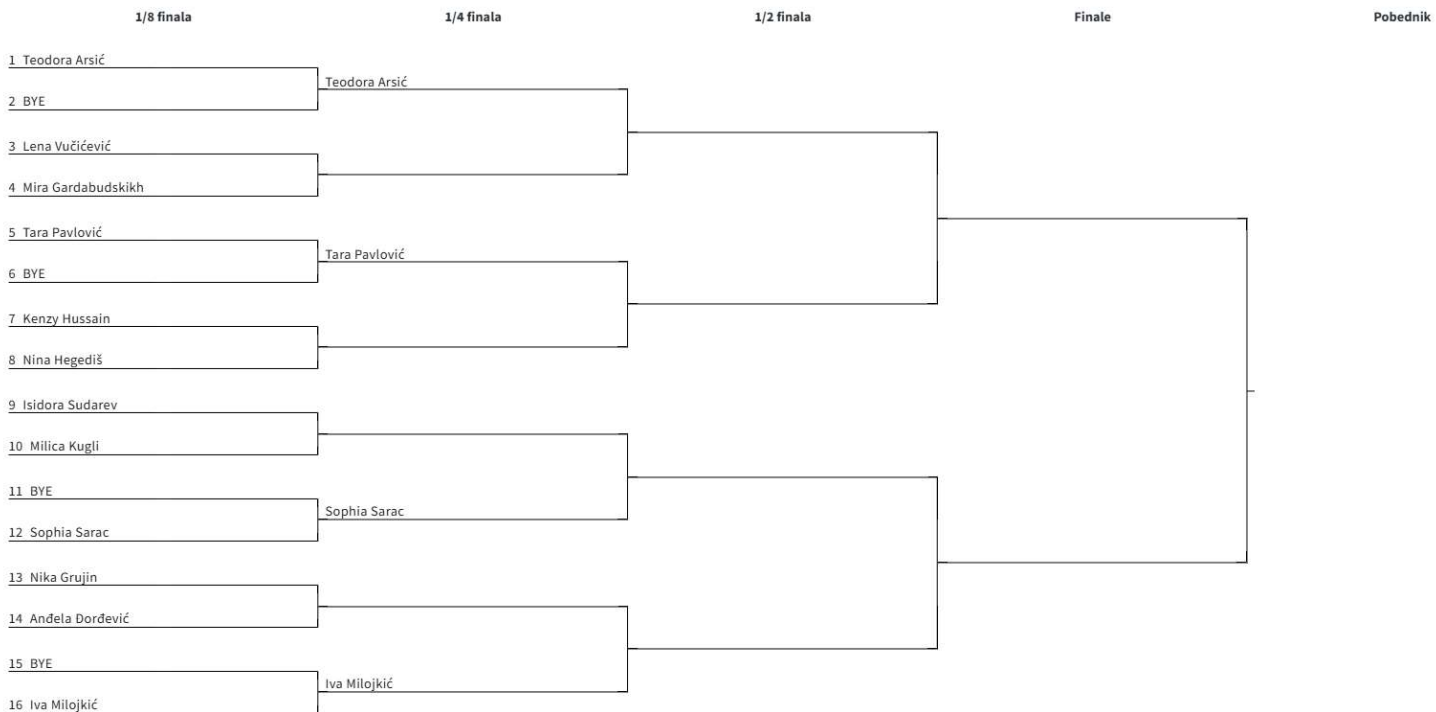 1/8 finala
1/4 finala
1/2 finala
Finale
Pobednik
1 Teodora Arsić
Teodora Arsić
2 BYE
3 Lena Vučićević
4 Mira Gardabudskikh
5 Tara Pavlović
Tara Pavlović
6 BYE
7 Kenzy Hussain
8 Nina Hegediš
9 Isidora Sudarev
10 Milica Kugli
11 BYE
Sophia Sarac
12 Sophia Sarac
13 Nika Grujin
14 Anđela Dorđević
15 BYE
Iva Milojkić
16 Iva Milojkić